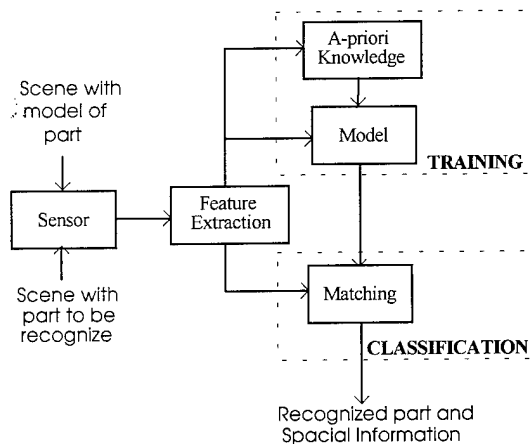 A-priori
Knowledge
Scene with
model of
part
Model
TRAINING
Sensor
Feature
Extraction
Scene with
part to be
recognize
Matching
CLASSIFICATION
Recognized part and
Spacial Information